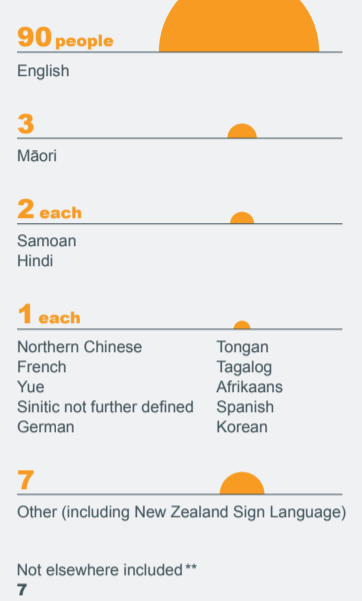 90 people
English
3
Māori
2 each
Samoan
Hindi
1 each
Northern Chinese
French
Yue
Sinitic not further defined
German
Tongan
Tagalog
Afrikaans
Spanish
Korean
7
Other (including New Zealand Sign Language)
Not elsewhere included **
7